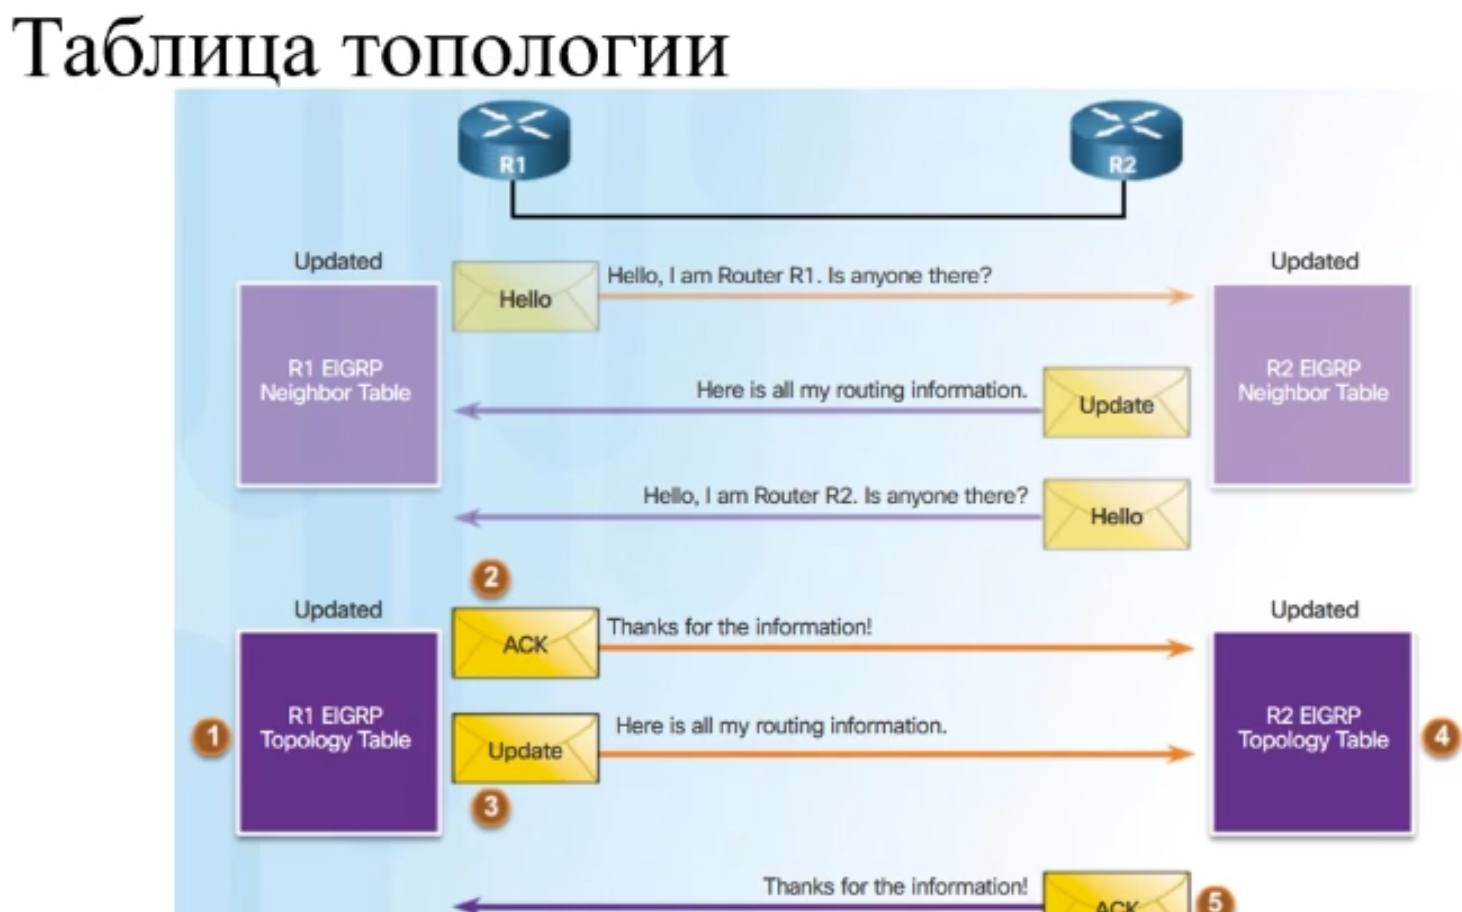 Таблица топологии
R1
R2
Updated
Updated
Hello
Hello, I am Router R1. Is anyone there?
R1 EIGRP
Neighbor Table
R2 EIGRP
Neighbor Table
Here is all my routing information.
Update
Hello, I am Router R2. Is anyone there?
Hello
2
Updated
Updated
ACK
Thanks for the information!
1
R1 EIGRP
Topology Table
Update
Here is all my routing information.
R2 EIGRP
Topology Table
4
3
Thanks for the information!
ACK
5